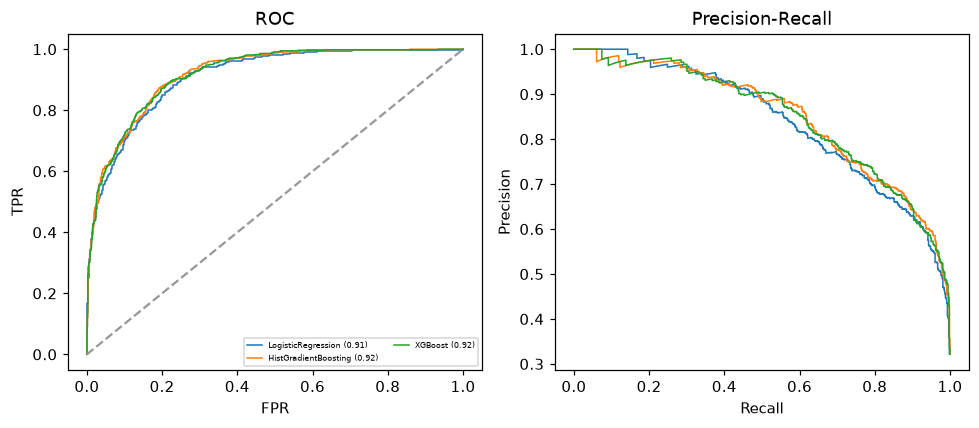 ROC
TPR
1.0
0.8
0.6
0.4
0.2
0.0
LogisticRegression (0.91)
HistGradientBoosting (0.92)
XGBoost (0.92)
0.0 0.2 0.4 0.6 0.8 1.0
FPR
Precision-Recall
Precision
1.0
0.9
0.8
0.7
0.6
0.5
0.4
0.3
0.0 0.2 0.4 0.6 0.8 1.0
Recall